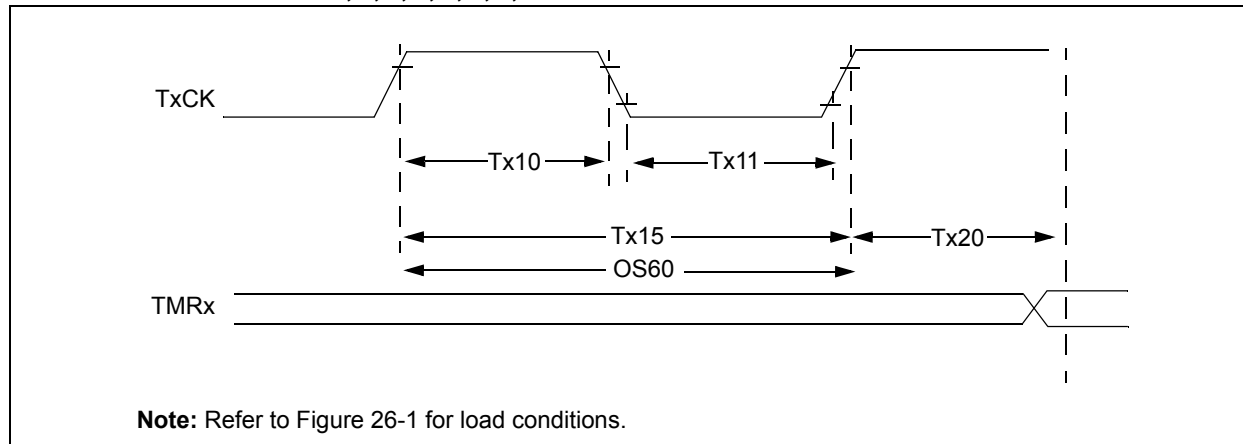 TxCK
Tx10
Tx11
Tx15
Tx20
OS60
TMRx
Note: Refer to Figure 26-1 for load conditions.